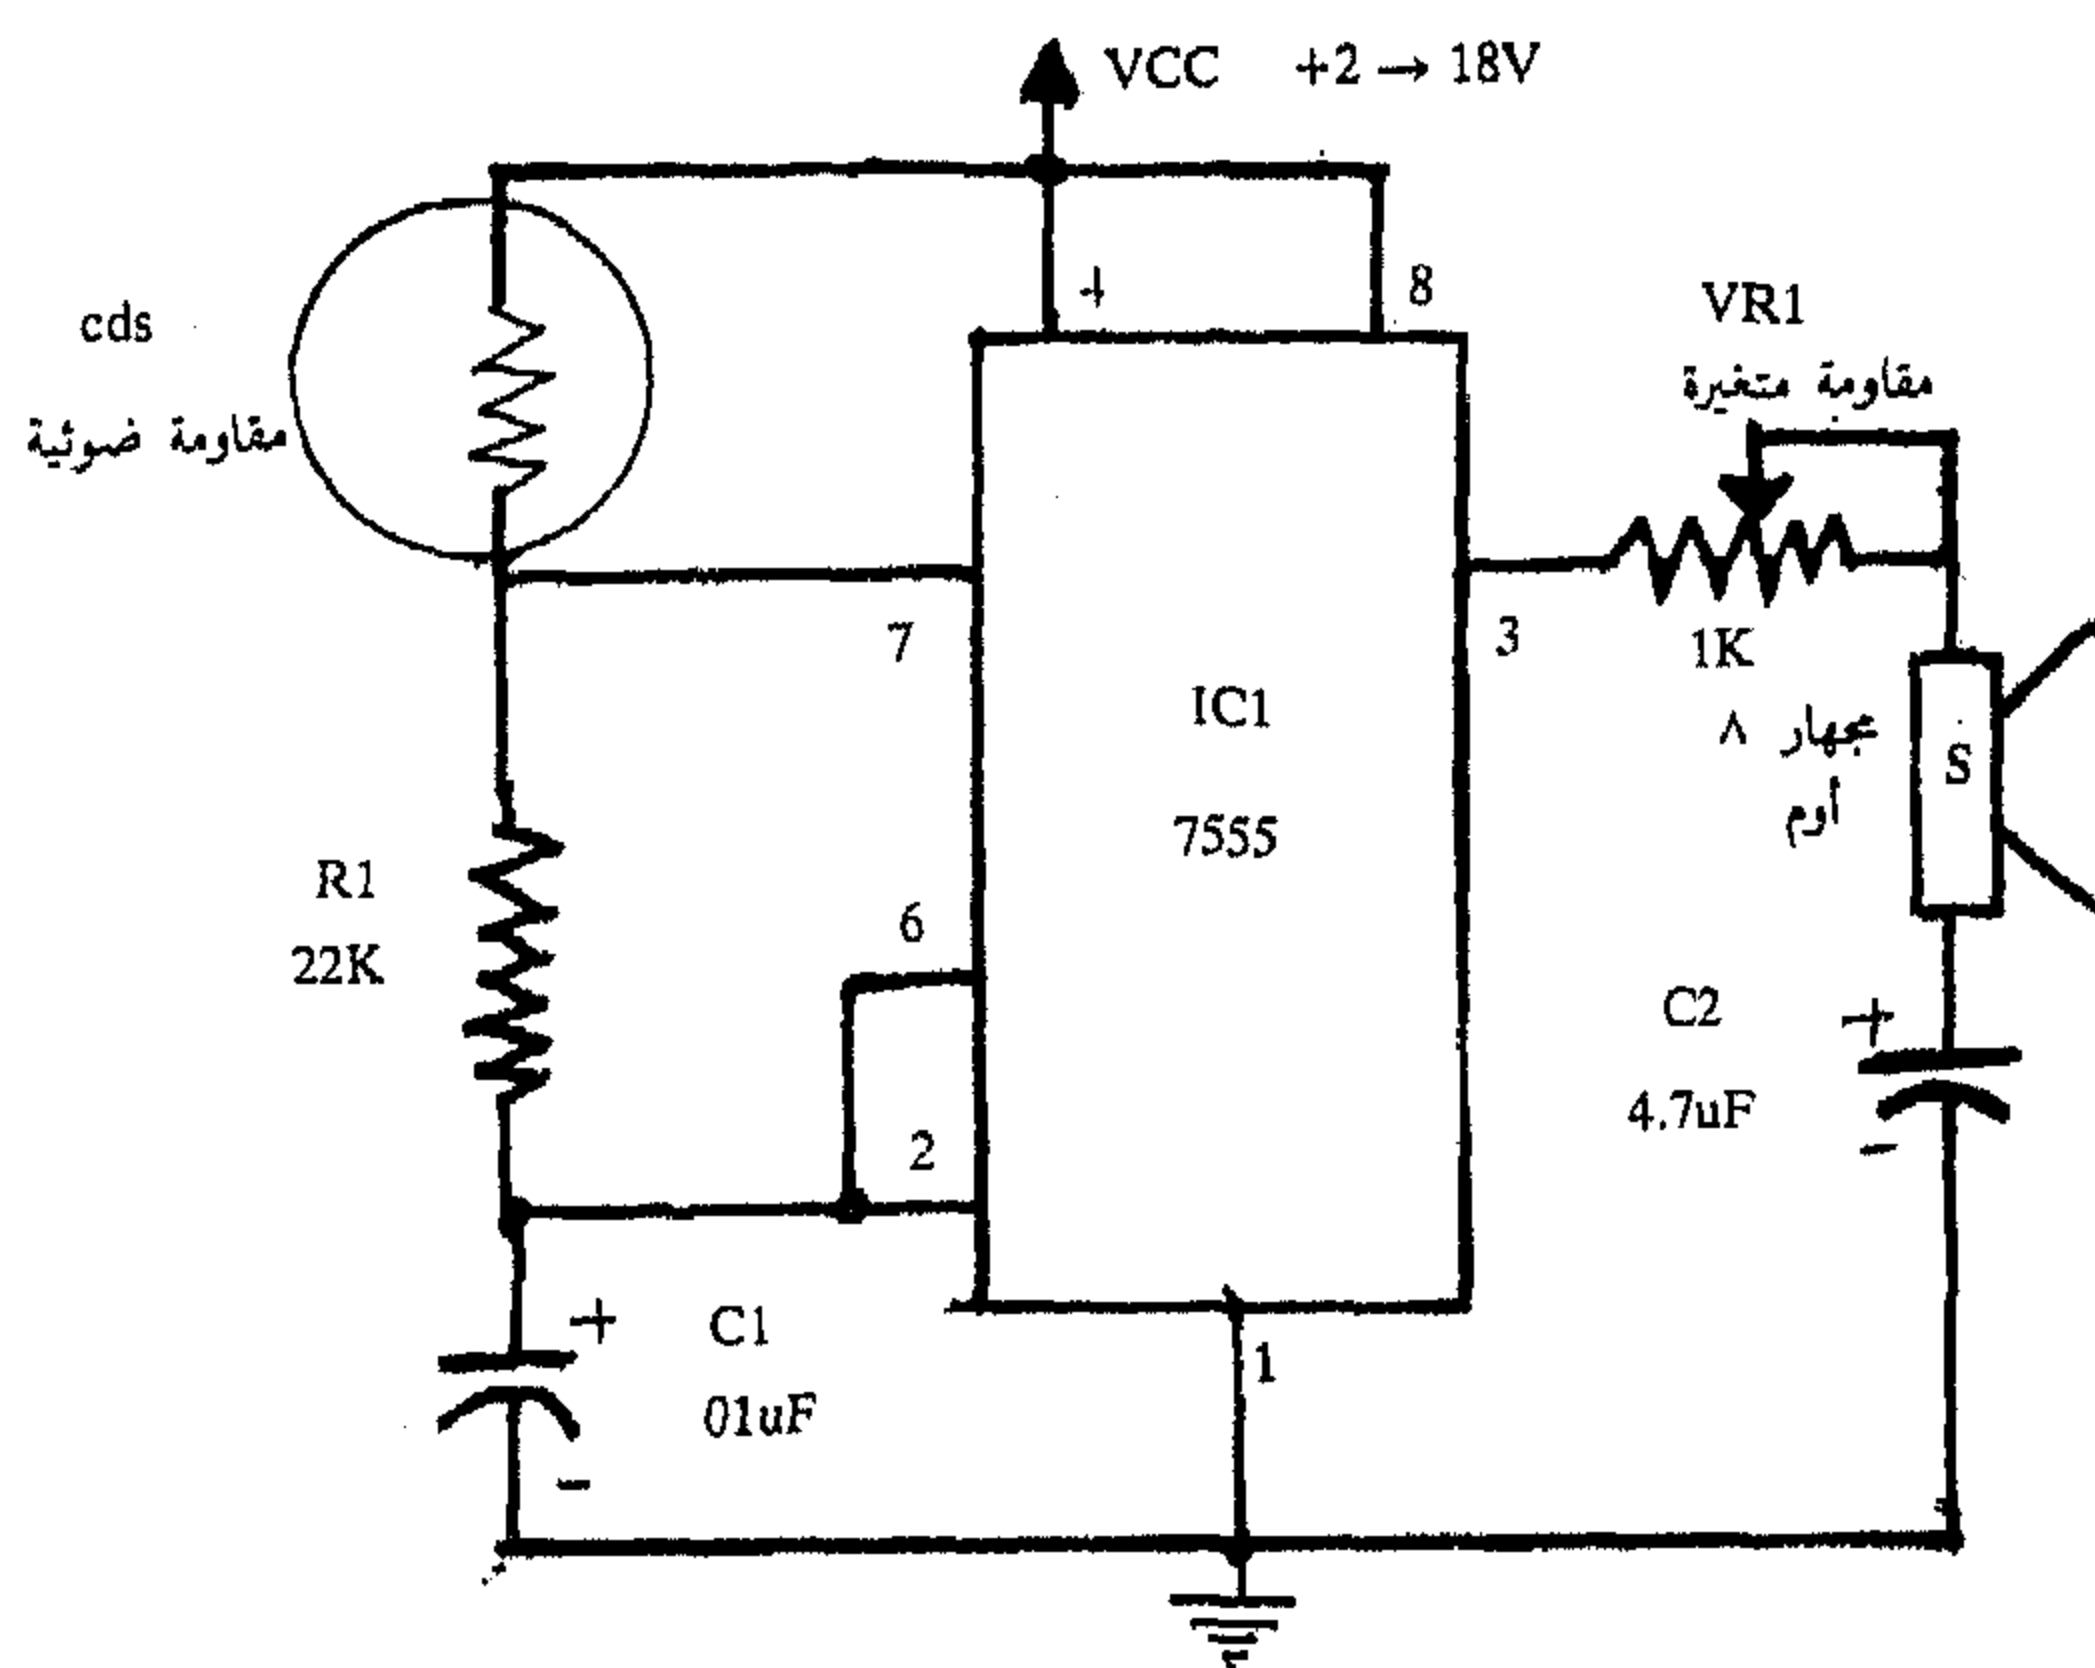 VCC +2 → 18V
4
8
cds
مقاومة ضوئية
VR1
مقاومة متغيرة
7
3
1K
IC1
7555
مجهار ٨
أوم
S
R1
22K
6
2
C2
+
4.7uF
-
+
C1
01uF
-
1